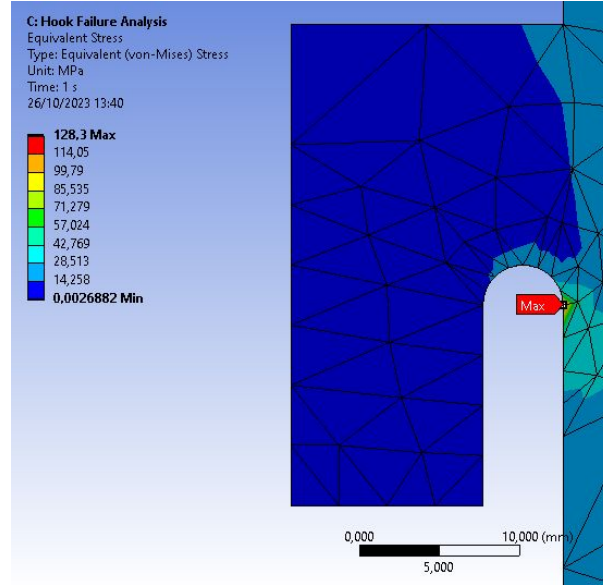 C: Hook Failure Analysis
Equivalent Stress
Type: Equivalent (von-Mises) Stress
Unit: MPa
Time: 1 s
26/10/2023 13:40
128,3 Max
114,05
99,79
85,535
71,279
57,024
42,769
28,513
14,258
0,0026882 Min
Max
0,000 10,000 (mm)
5,000